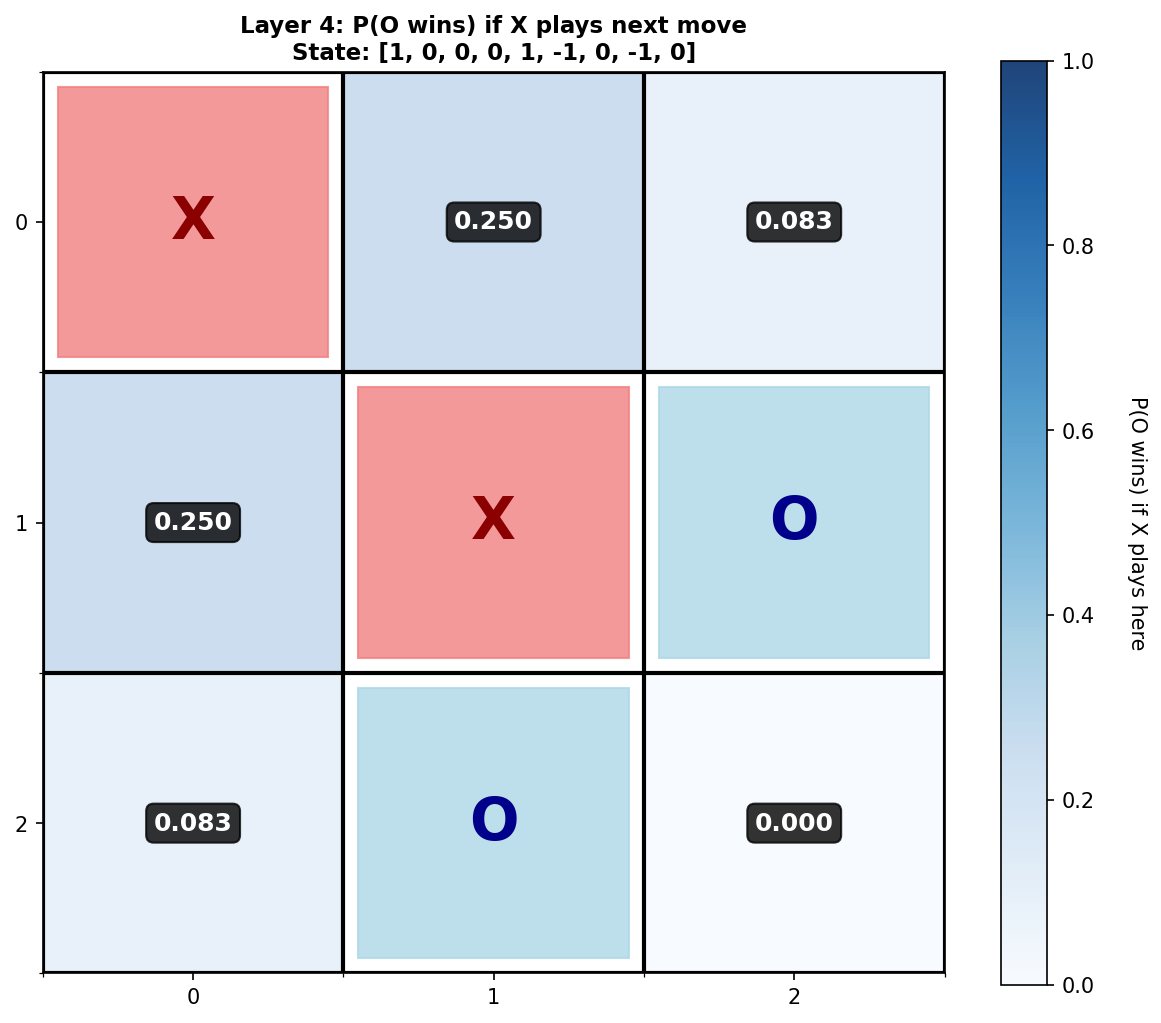 Layer 4: P(O wins) if X plays next move
State: [1, 0, 0, 0, 1, -1, 0, -1, 0]
0
X
0.250
0.083
1
0.250
X
O
2
0.083
O
0.000
0
1
2
1.0
0.8
0.6
0.4
0.2
0.0
P(O wins) if X plays here